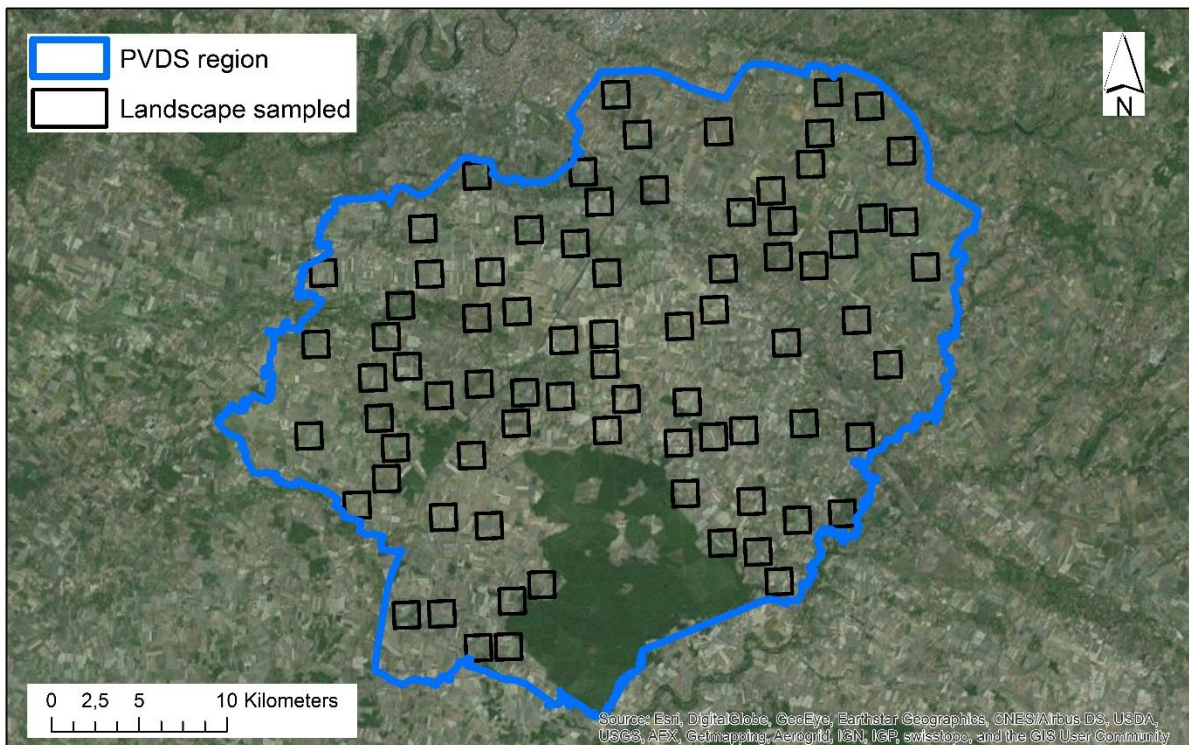 PVDS region
Landscape sampled
N
0 2,5 5 10 Kilometers
Source: Esri, DigitalGlobe, GeoEye, Earthstar Geographics, CNES/Airbus DS, USDA,
USGS, AEX, Getmapping, Aerogrid, IGN, IGP, swisstopo, and the GIS User Community